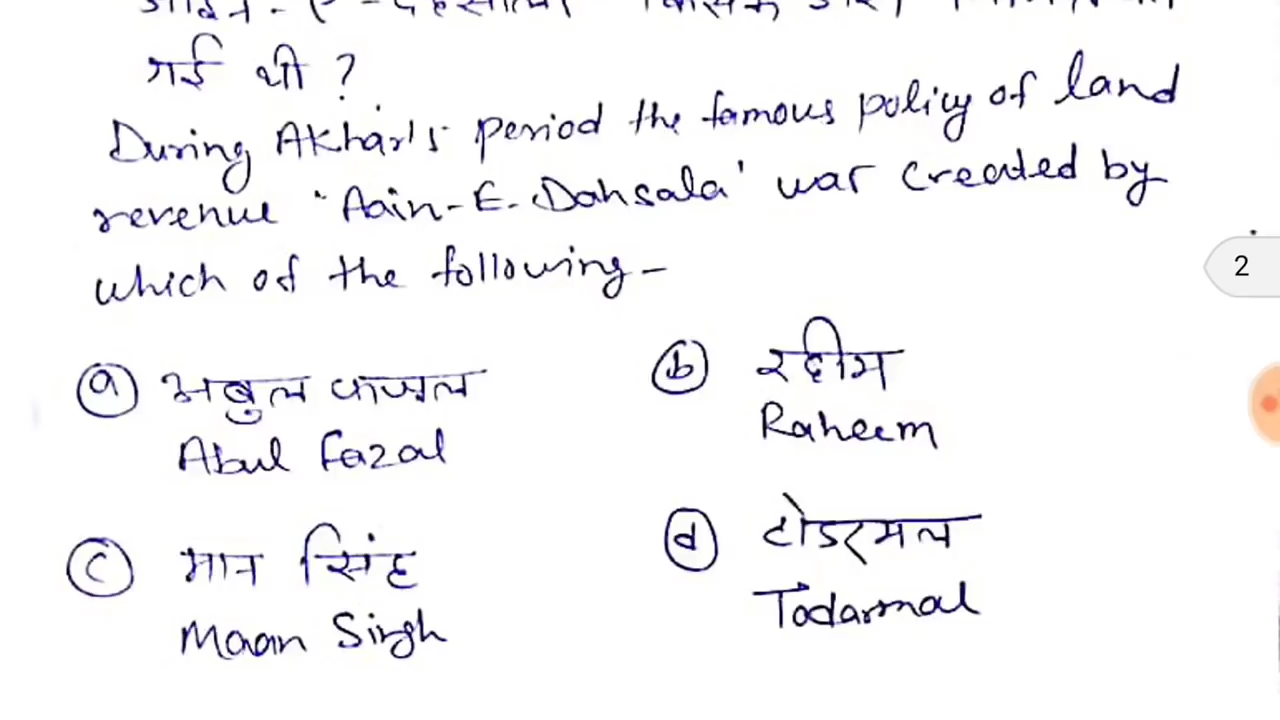 गई थी ?
During Akbar's period the famous policy of land
revenue 'Aain-E-Dahsala' was created by
which of the following -
(a) अबुल फजल
Abul Fazal
(b) रहीम
Raheem
(c) मान सिंह
Maan Singh
(d) टोडरमल
Todarmal
2